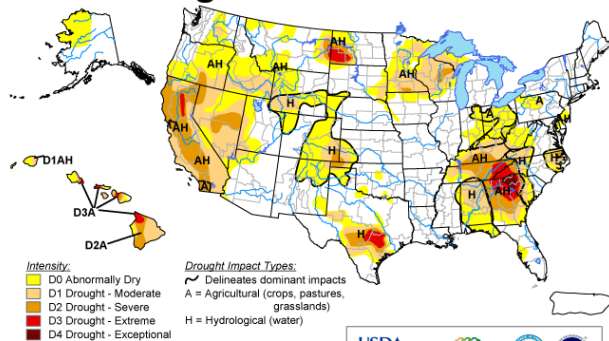 AH
AH
AH
AH
A
A
AH
H
AH
AH
H
AH
H
H
D1AH
A
H
AH
D3A
H
D2A
Intensity:
D0 Abnormally Dry
D1 Drought - Moderate
D2 Drought - Severe
D3 Drought - Extreme
D4 Drought - Exceptional
Drought Impact Types:
Delineates dominant impacts
A = Agricultural (crops, pastures,
grasslands)
H = Hydrological (water)
USDA